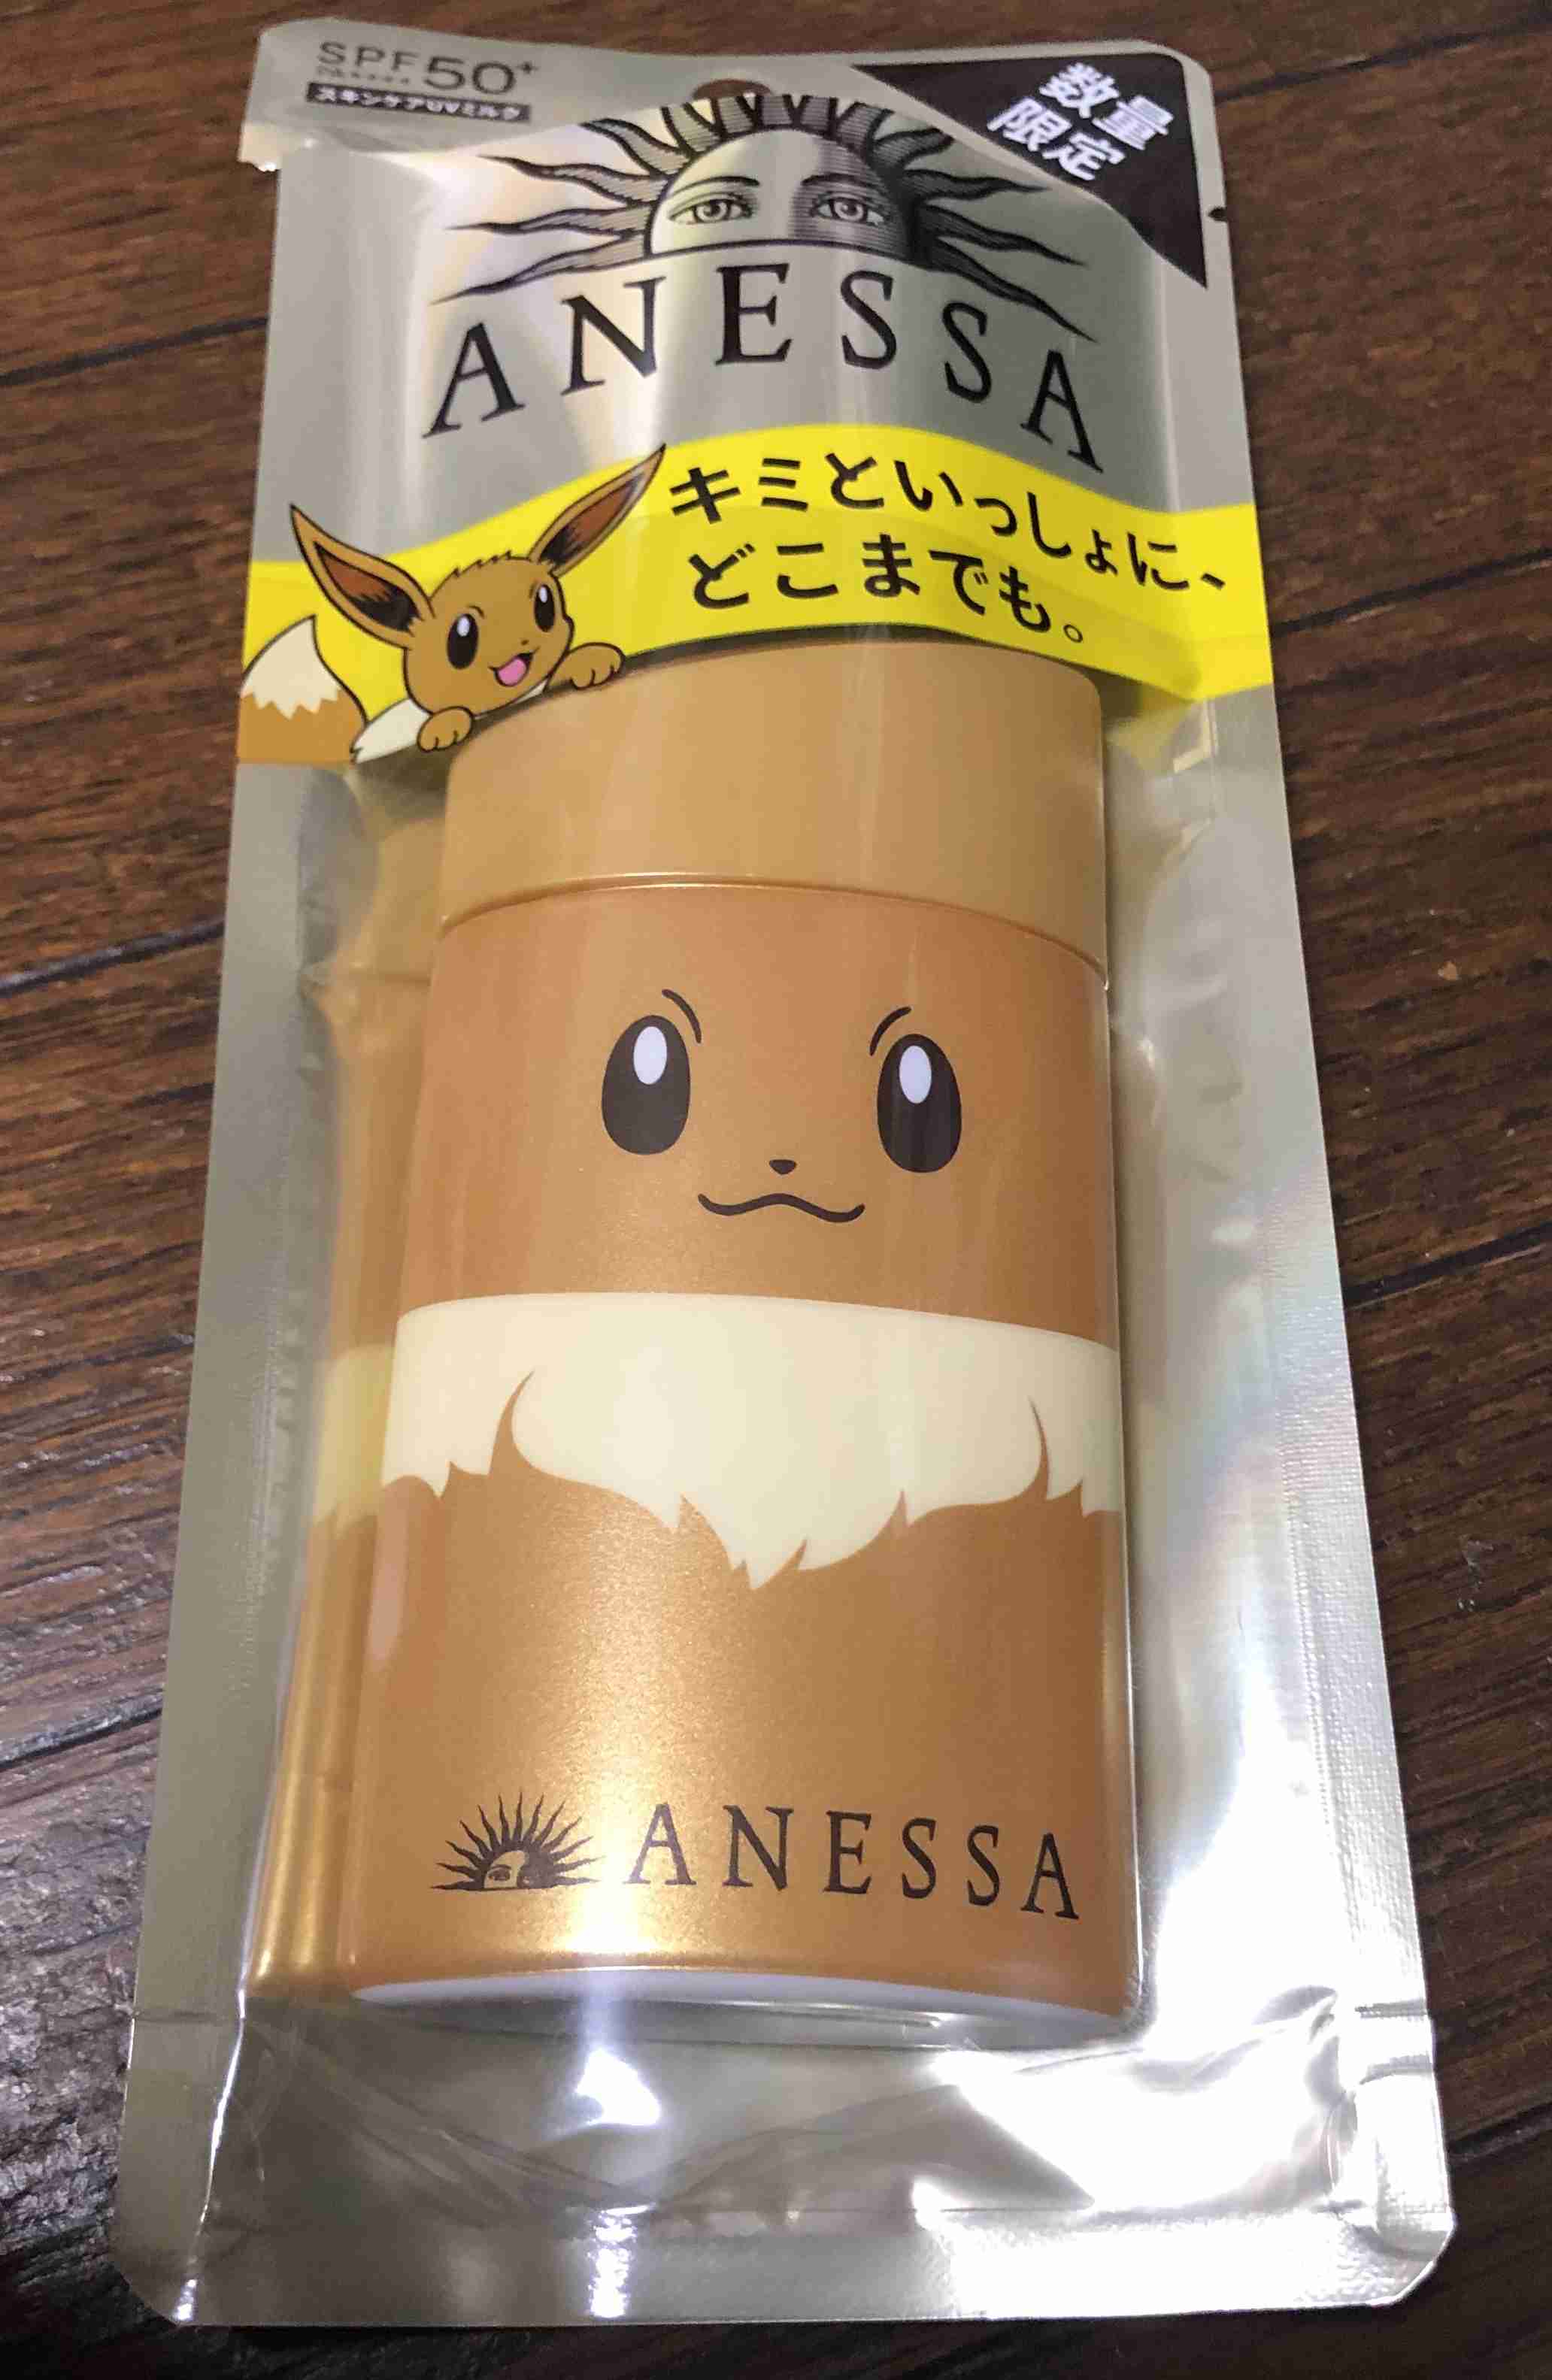 SPF50+
PA++++
スキンケアUVミルク
数量
限定
ANESSA
キミといっしょに、
どこまでも。
ANESSA